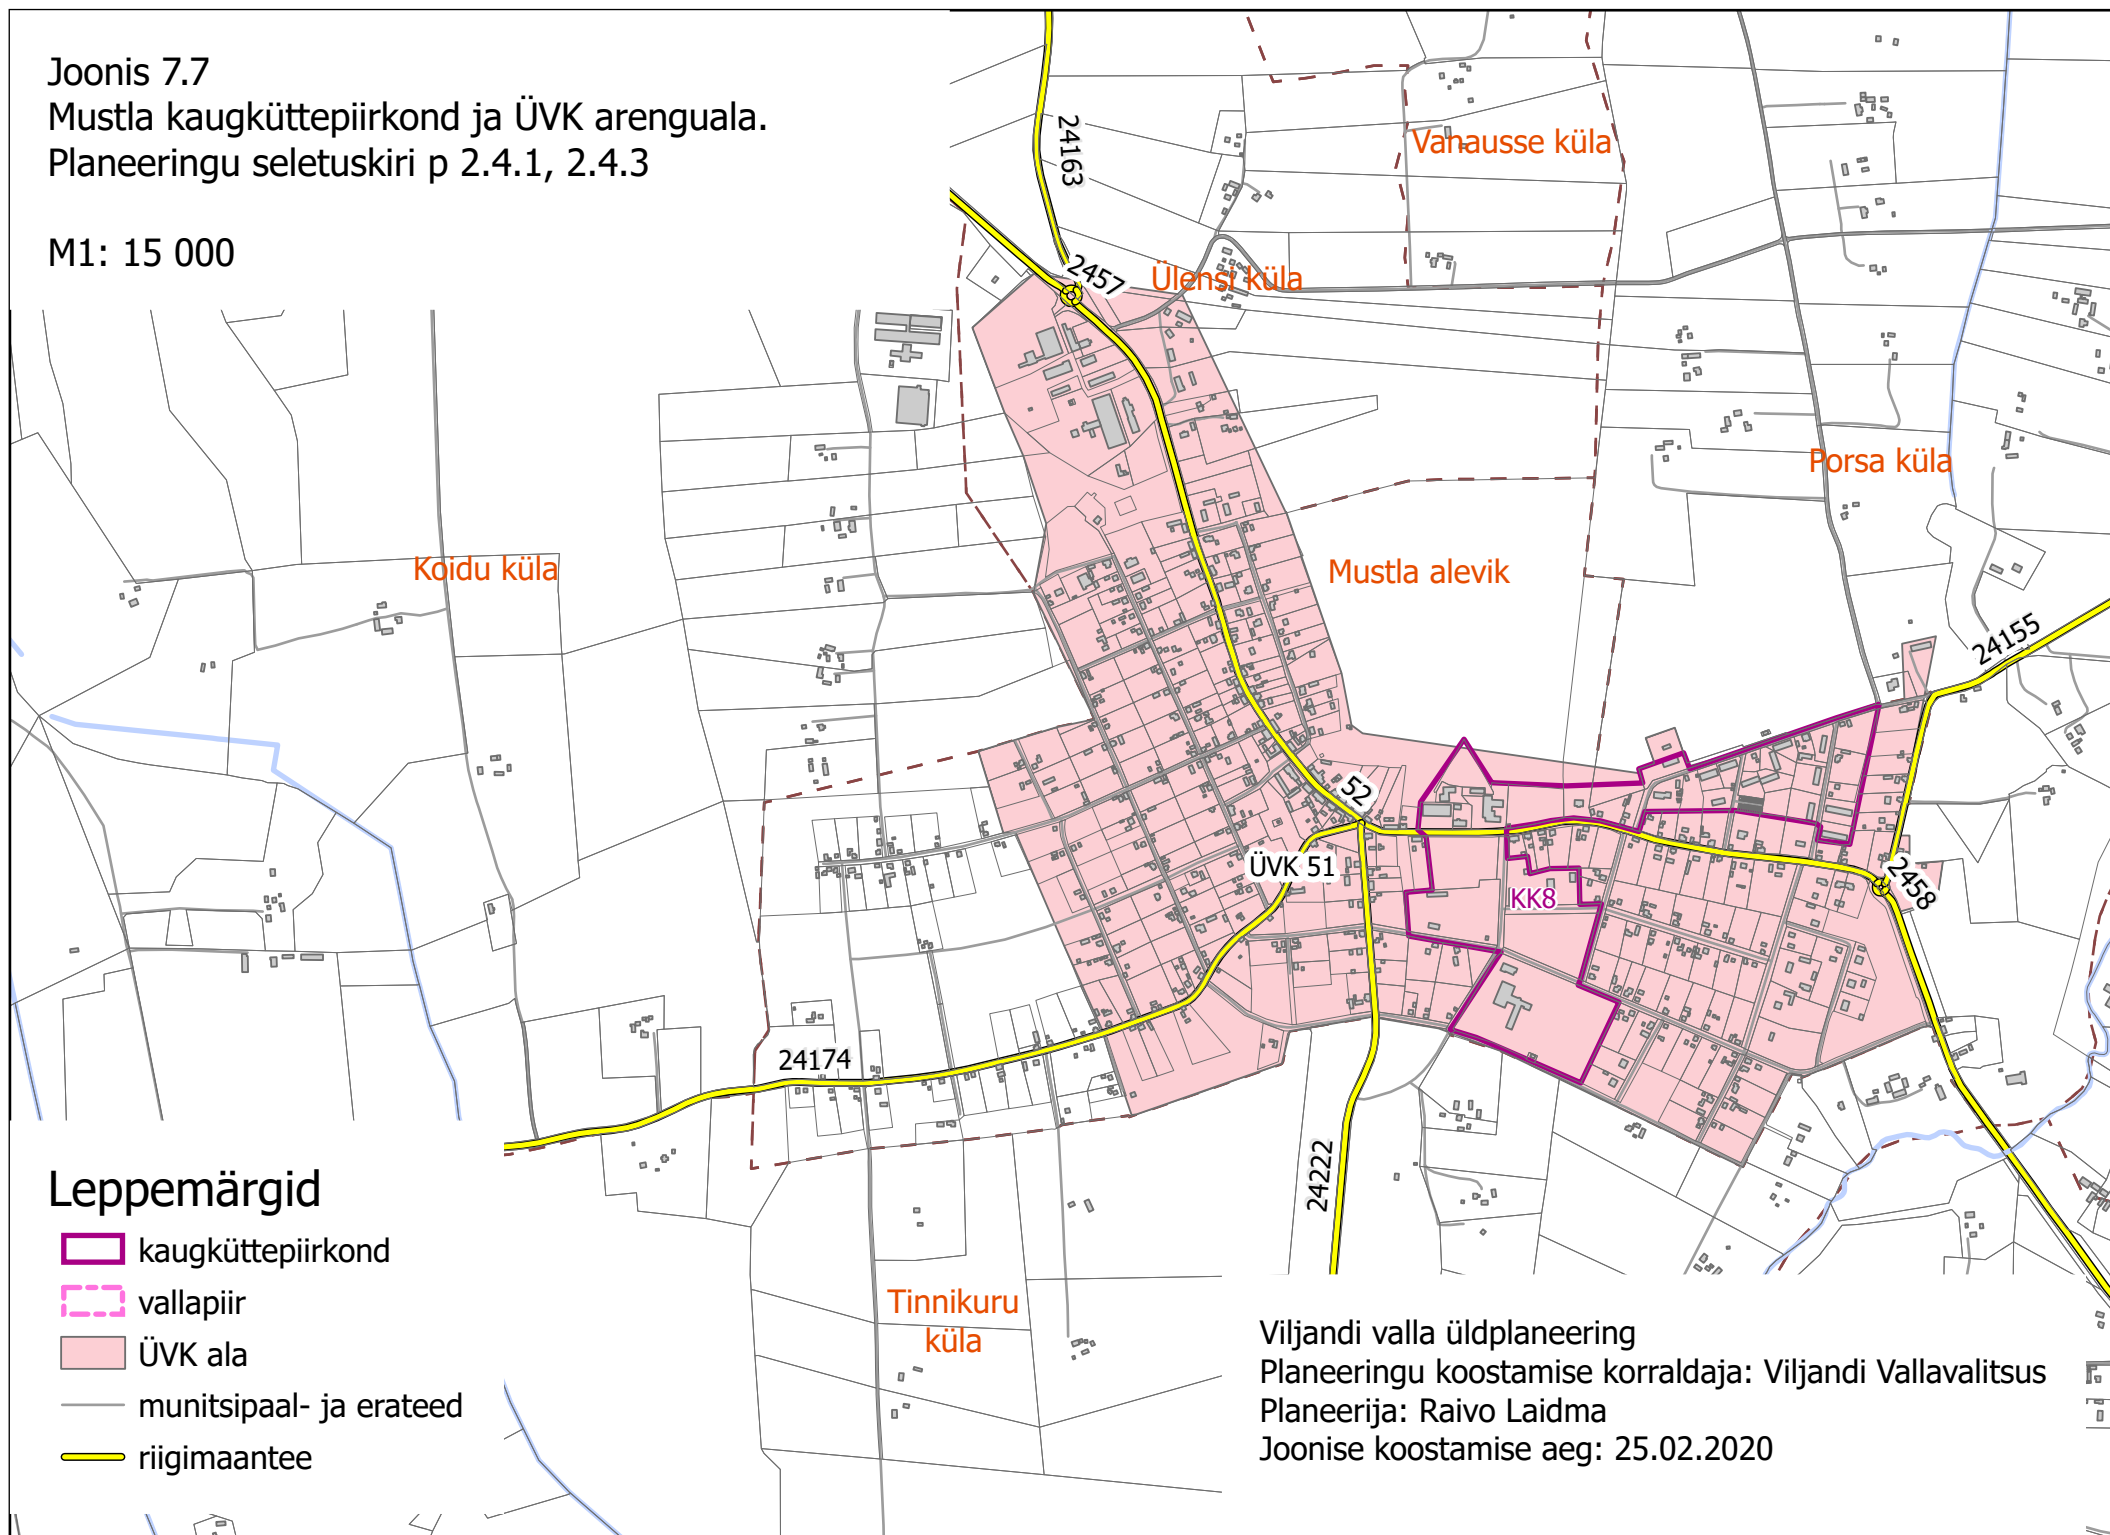 Joonis 7.7
Mustla kaugküttepiirkond ja ÜVK arenguala.
Planeeringu seletuskiri p 2.4.1, 2.4.3
M1: 15 000
24163
Vanausse küla
2457
Ülensi küla
Porsa küla
Koidu küla
Mustla alevik
24155
52
ÜVK 51
KK8
2458
24174
24222
Tinnikuru
küla
Leppemärgid
kaugküttepiirkond
vallapiir
ÜVK ala
munitsipaal- ja erateed
riigimaantee
Viljandi valla üldplaneering
Planeeringu koostamise korraldaja: Viljandi Vallavalitsus
Planeerija: Raivo Laidma
Joonise koostamise aeg: 25.02.2020